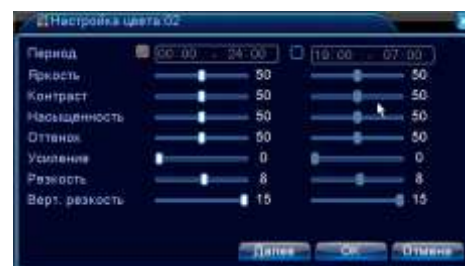 Настройка цвета:02
Период 00:00 - 24:00 19:00 - 07:00
Яркость 50 50
Контраст 50 50
Насыщенность 50 50
Оттенок 50 50
Усиление 0 0
Резкость 8 8
Верт. резкость 15 15
Далее ОК Отмена